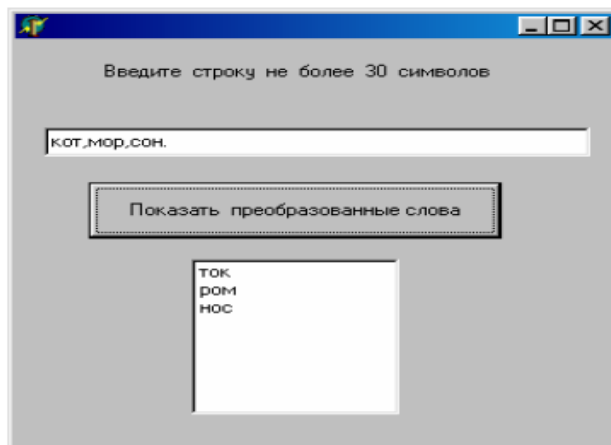 Введите строку не более 30 символов
кот,мор,сон.
Показать преобразованные слова
ток
ром
нос